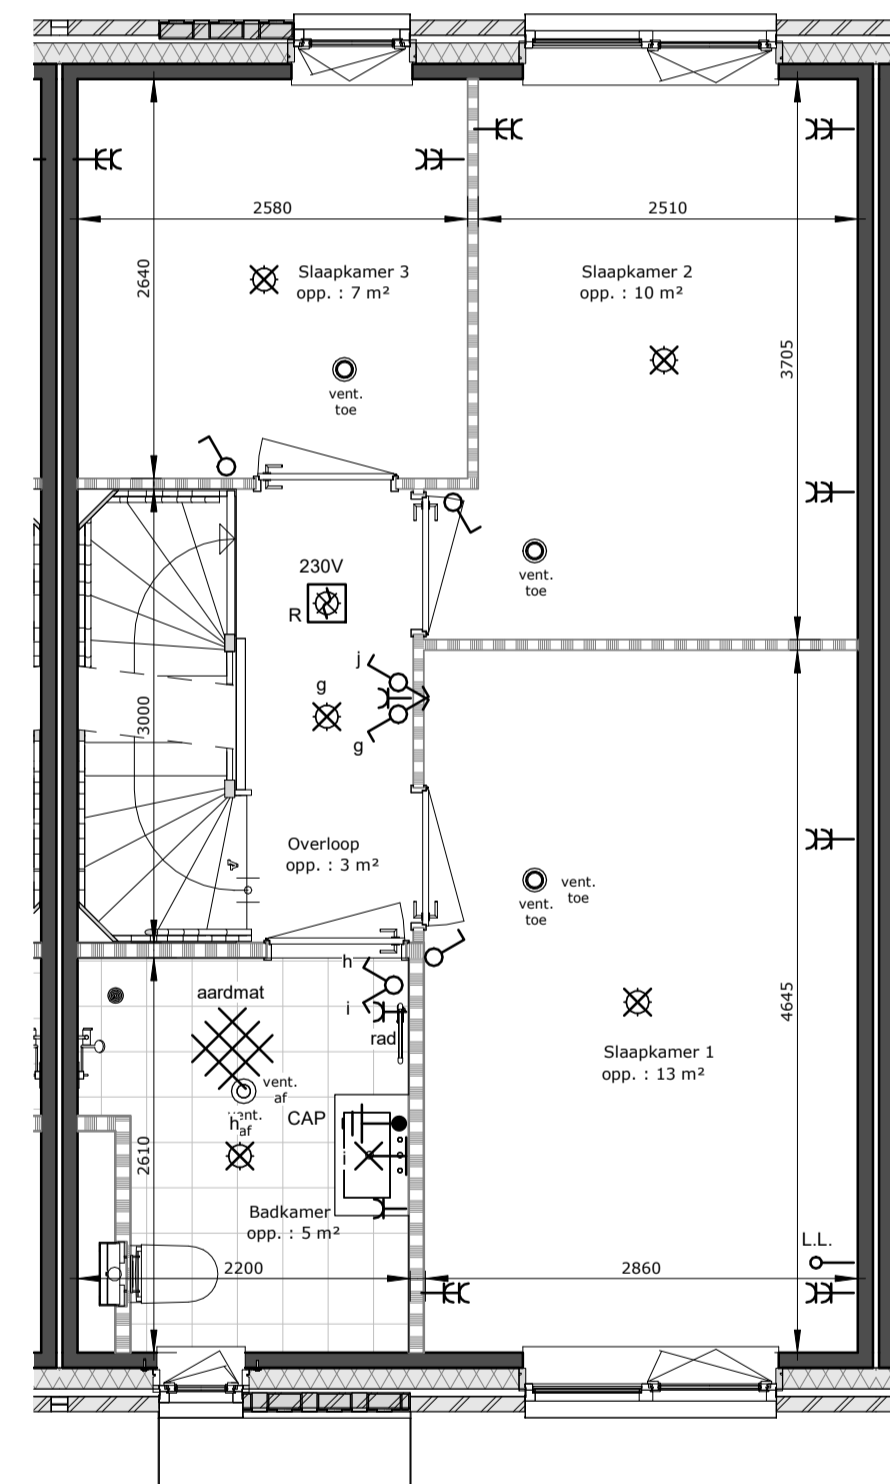 2580
2510
2640
Slaapkamer 3
opp. : 7 m²
Slaapkamer 2
opp. : 10 m²
3705
vent.
toe
230V
R
vent.
toe
j
g
g
3000
Overloop
opp. : 3 m²
4
vent.
toe
vent.
toe
h
i
aardmat
rad
4645
Slaapkamer 1
opp. : 13 m²
vent.
af
vent.
af
h
CAP
i
2610
Badkamer
opp. : 5 m²
L.L.
2200
2860